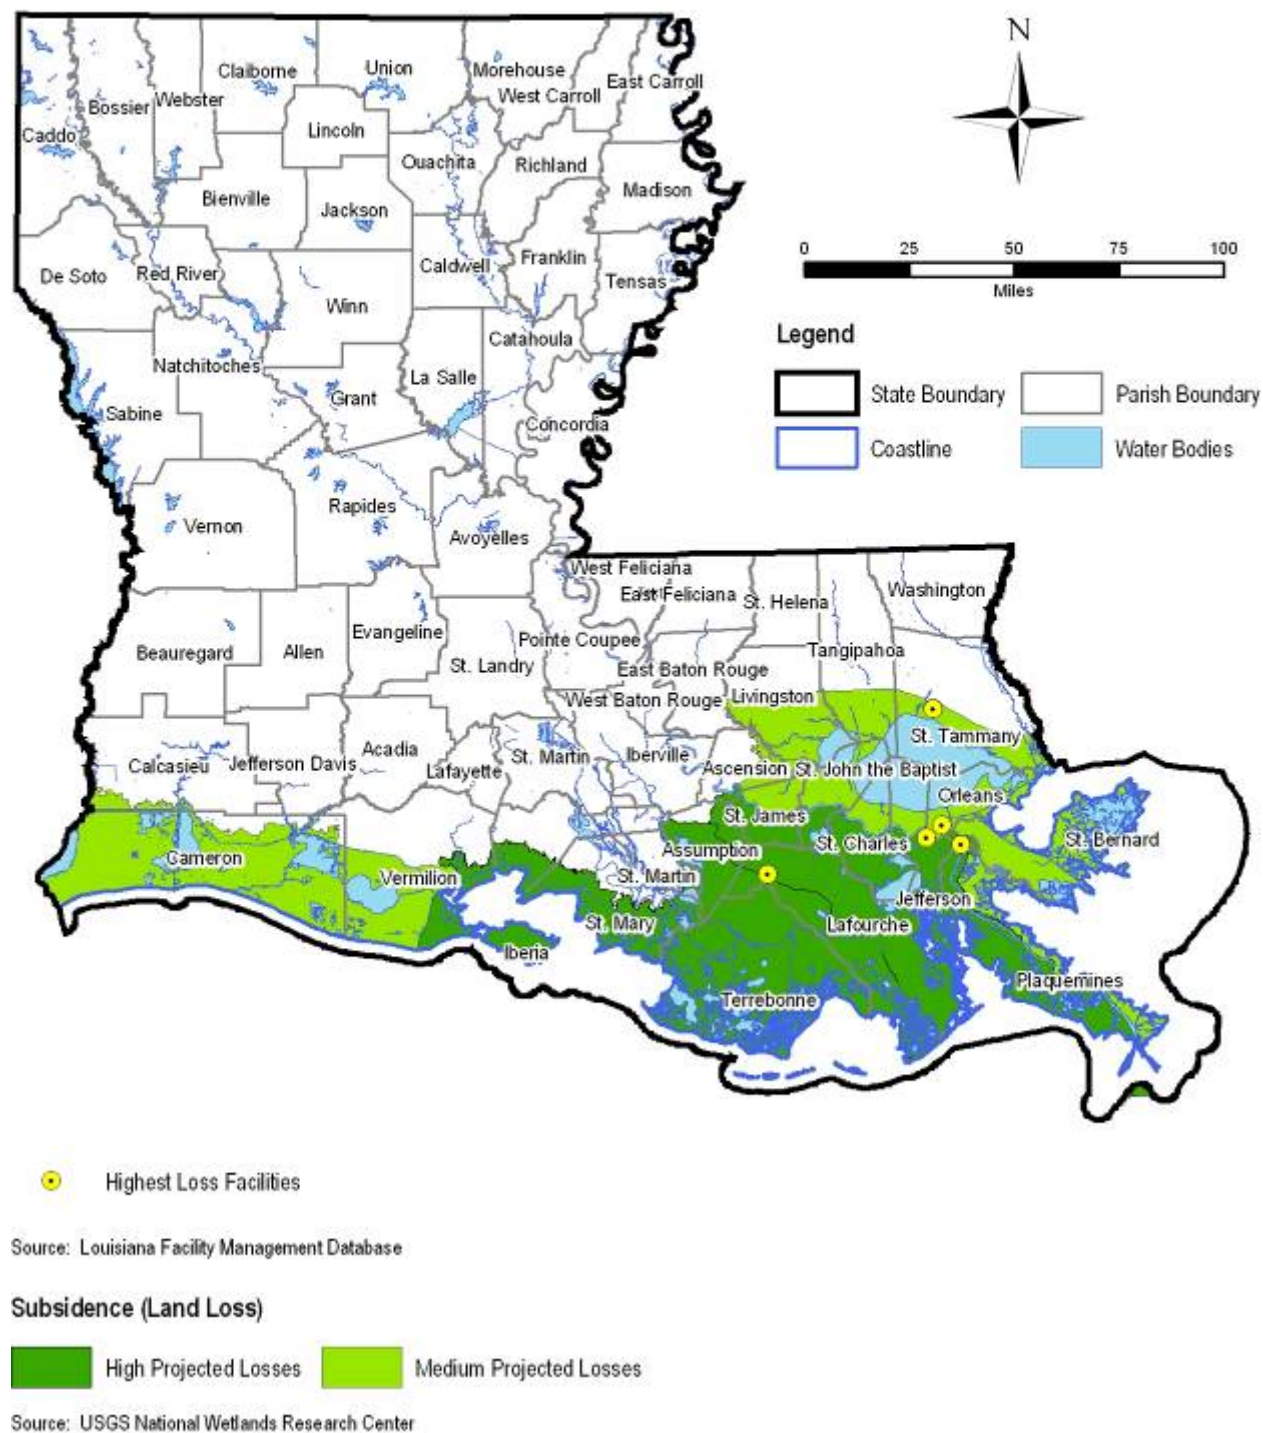 N
0 25 50 75 100
Miles
Legend
State Boundary
Parish Boundary
Coastline
Water Bodies
Caddo
Bossier
Webster
Claiborne
Union
Morehouse
West Carroll
East Carroll
Lincoln
Ouachita
Richland
Madison
Bienville
Jackson
De Soto
Red River
Winn
Caldwell
Franklin
Tensas
Natchitoches
Catahoula
La Salle
Sabine
Grant
Concordia
Vernon
Rapides
Avoyelles
West Feliciana
East Feliciana
St. Helena
Washington
Beauregard
Allen
Evangeline
St. Landry
Pointe Coupee
Tangipahoa
East Baton Rouge
West Baton Rouge
Livingston
Calcasieu
Jefferson Davis
Acadia
Lafayette
St. Martin
Iberville
Ascension
St. John the Baptist
St. Tammany
Orleans
St. James
St. Charles
St. Bernard
Cameron
Vermilion
Assumption
St. Martin
Jefferson
St. Mary
Lafourche
Iberia
Terrebonne
Plaquemines
Highest Loss Facilities
Source: Louisiana Facility Management Database
Subsidence (Land Loss)
High Projected Losses
Medium Projected Losses
Source: USGS National Wetlands Research Center